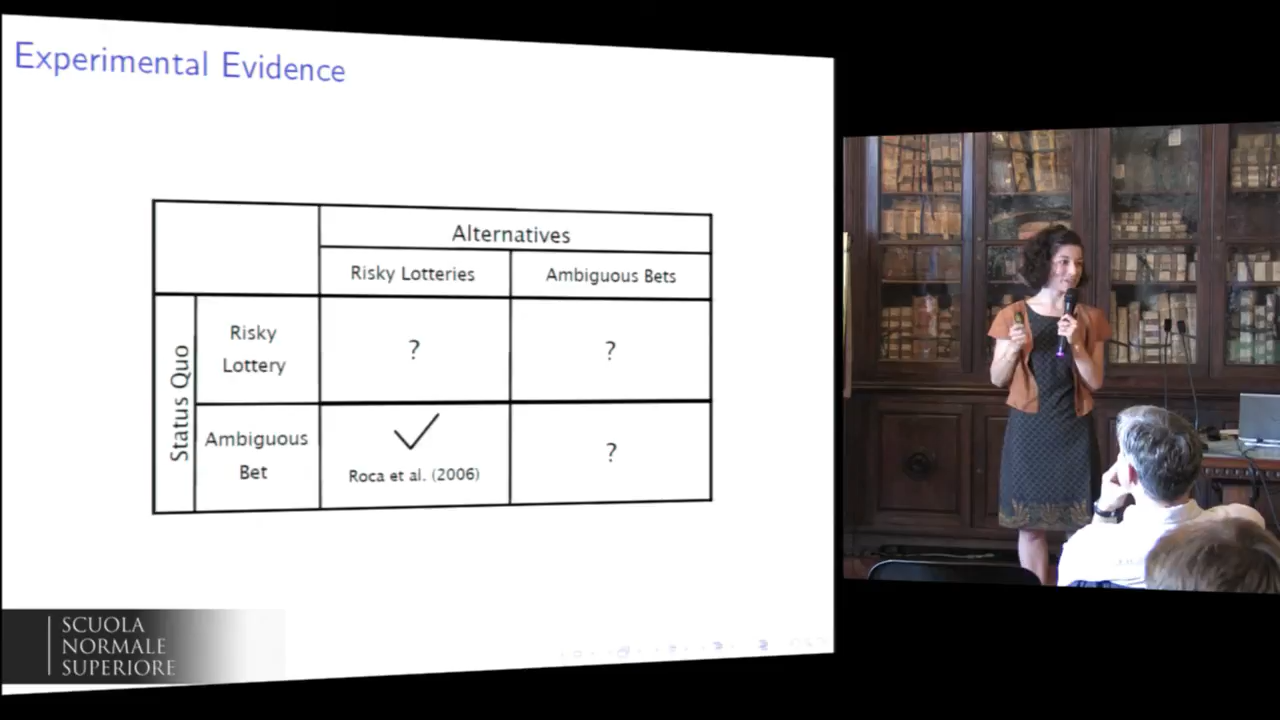 Experimental Evidence
Alternatives
Risky Lotteries
Ambiguous Bets
Status Quo
Risky
Lottery
?
?
Ambiguous
Bet
Roca et al. (2006)
?
SCUOLA
NORMALE
SUPERIORE